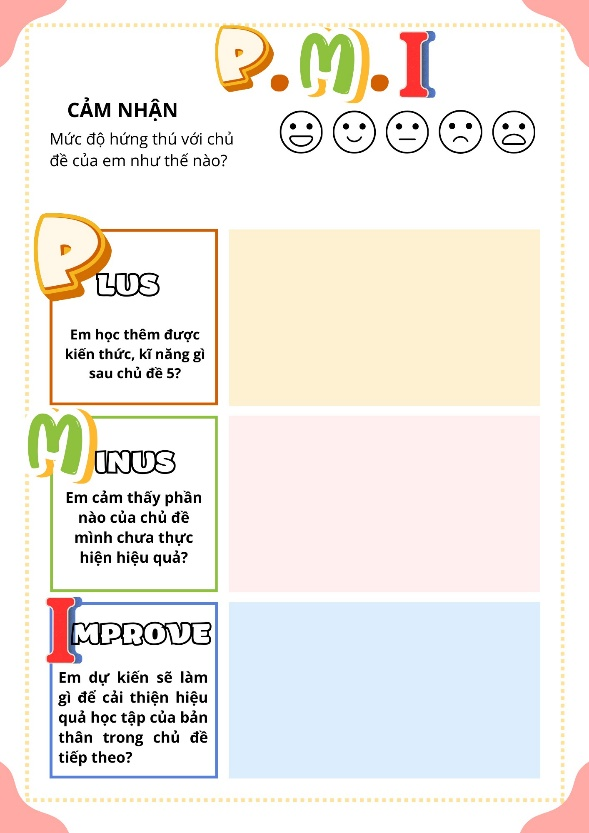 P.M.I
CẢM NHẬN
Mức độ hứng thú với chủ
đề của em như thế nào?
PLUS
Em học thêm được
kiến thức, kĩ năng gì
sau chủ đề 5?
MINUS
Em cảm thấy phần
nào của chủ đề
mình chưa thực
hiện hiệu quả?
IMPROVE
Em dự kiến sẽ làm
gì để cải thiện hiệu
quả học tập của bản
thân trong chủ đề
tiếp theo?